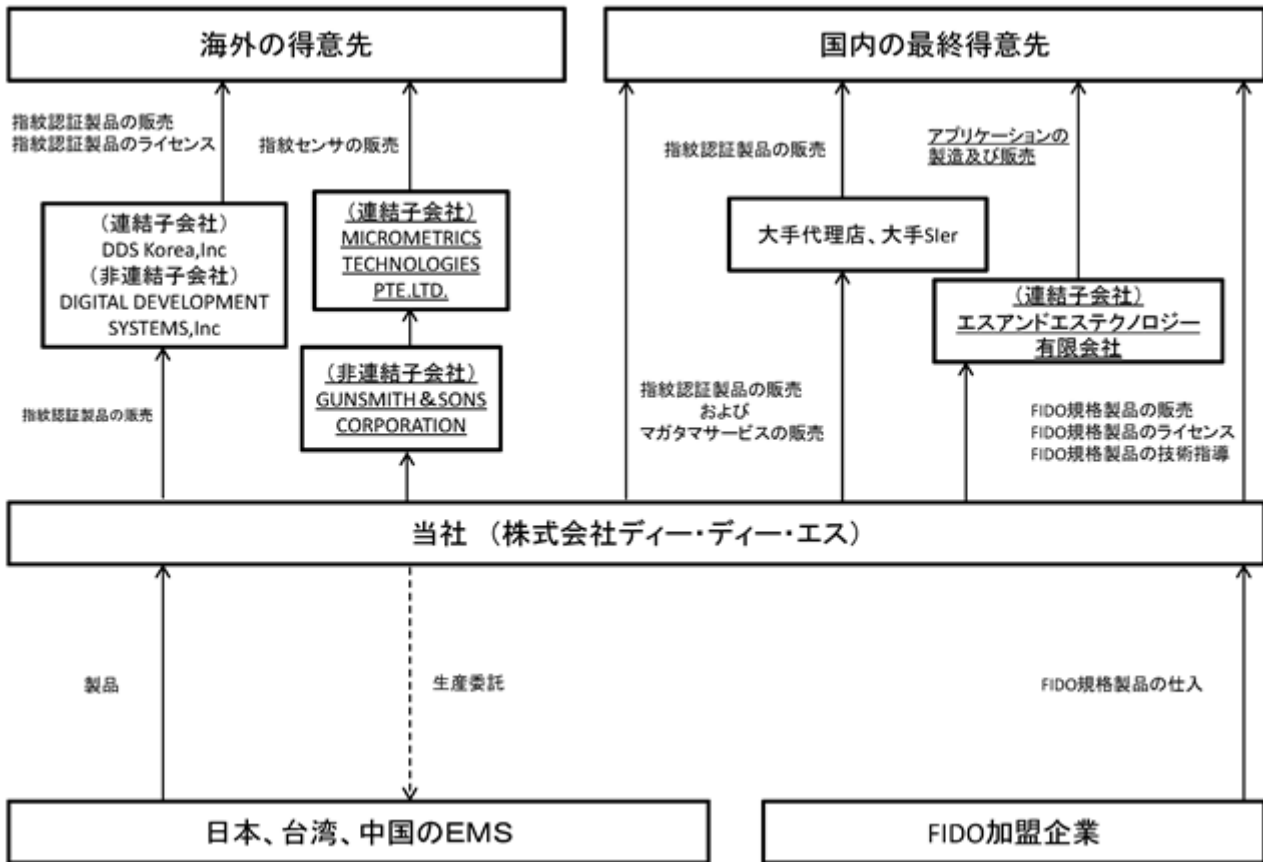 海外の得意先
国内の最終得意先
指紋認証製品の販売
指紋認証製品のライセンス
指紋センサの販売
指紋認証製品の販売
アプリケーションの
製造及び販売
(連結子会社)
DDS Korea,Inc
(非連結子会社)
DIGITAL DEVELOPMENT
SYSTEMS,Inc
(連結子会社)
MICROMETRICS
TECHNOLOGIES
PTE.LTD.
大手代理店、大手SIer
(連結子会社)
エスアンドエステクノロジー
有限会社
(非連結子会社)
GUNSMITH&SONS
CORPORATION
指紋認証製品の販売
指紋認証製品の販売
および
マガタマサービスの販売
FIDO規格製品の販売
FIDO規格製品のライセンス
FIDO規格製品の技術指導
当社 (株式会社ディー・ディー・エス)
製品
生産委託
FIDO規格製品の仕入
日本、台湾、中国のEMS
FIDO加盟企業